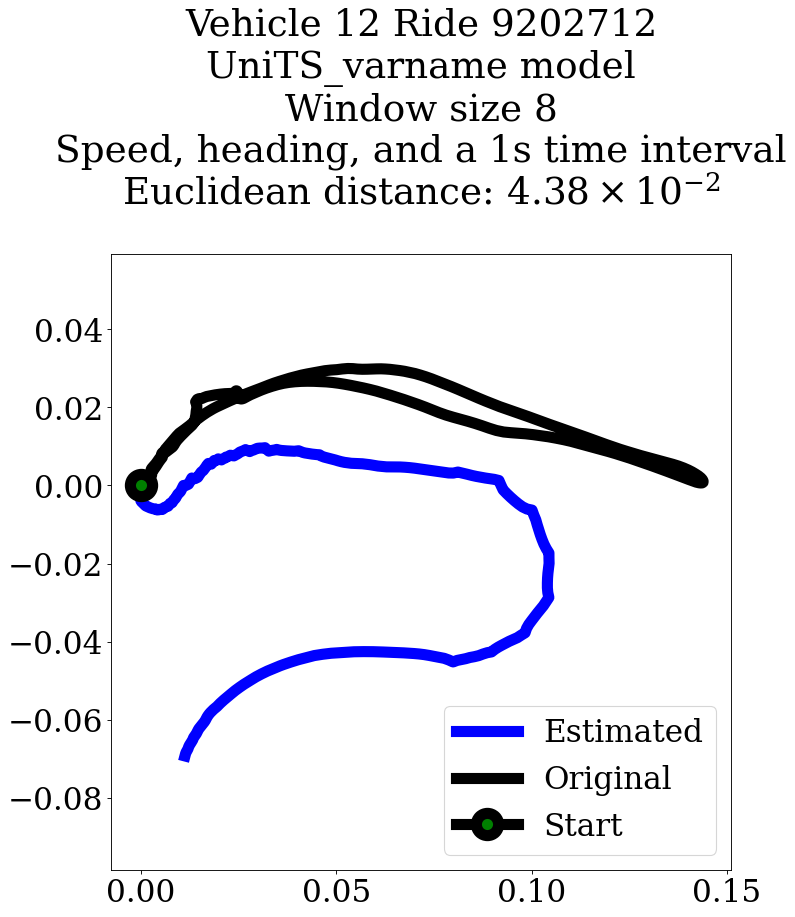 Vehicle 12 Ride 9202712
UniTS_varname model
Window size 8
Speed, heading, and a 1s time interval
Euclidean distance: 4.38 × 10⁻²
0.04
0.02
0.00
−0.02
−0.04
−0.06
−0.08
Estimated
Original
Start
0.00 0.05 0.10 0.15